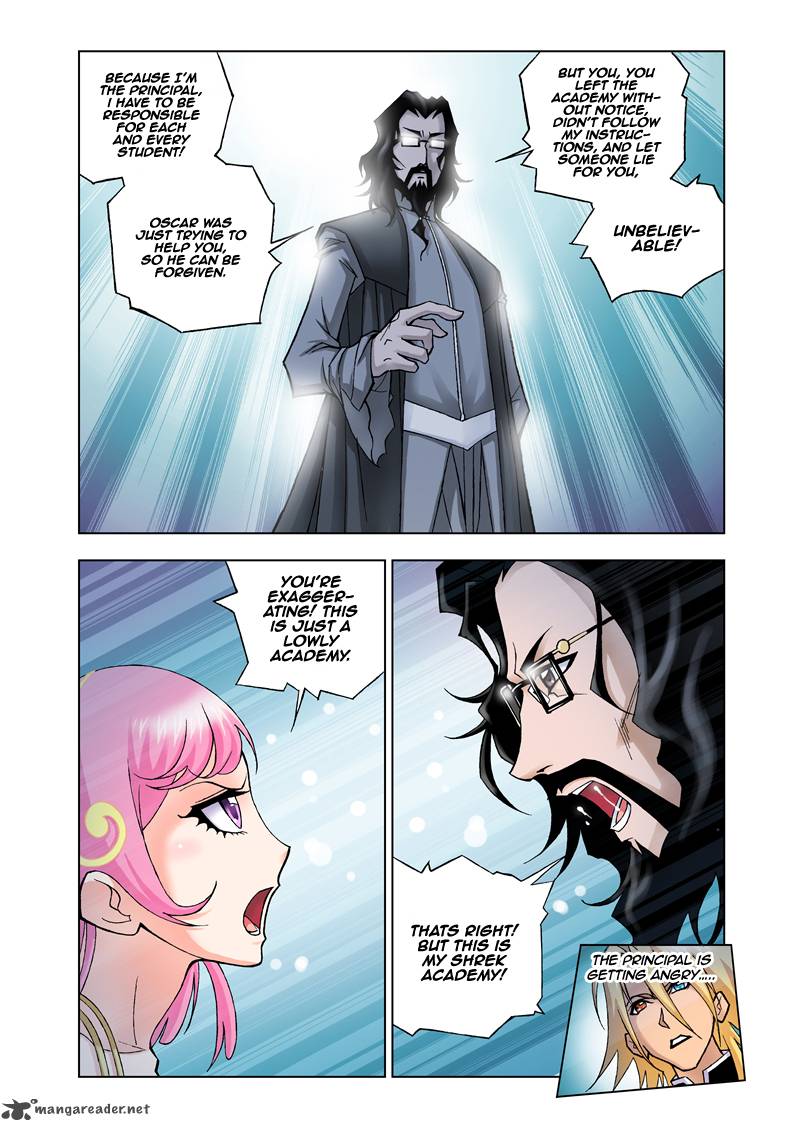 BECAUSE I'M
THE PRINCIPAL,
I HAVE TO BE
RESPONSIBLE
FOR EACH
AND EVERY
STUDENT!
OSCAR WAS
JUST TRYING TO
HELP YOU,
SO HE CAN BE
FORGIVEN.
BUT YOU, YOU
LEFT THE
ACADEMY WITH-
OUT NOTICE,
DIDN'T FOLLOW
MY INSTRUC-
TIONS, AND LET
SOMEONE LIE
FOR YOU,
UNBELIEV-
ABLE!
YOU'RE
EXAGGER-
ATING! THIS
IS JUST A
LOWLY
ACADEMY.
THATS RIGHT!
BUT THIS IS
MY SHREK
ACADEMY!
THE PRINCIPAL IS
GETTING ANGRY.....
mangareader.net